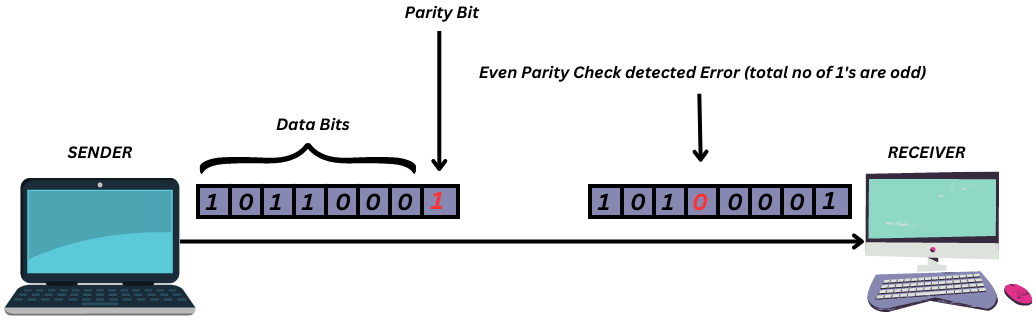 Parity Bit
Even Parity Check detected Error (total no of 1's are odd)
Data Bits
SENDER
RECEIVER
1 0 1 1 0 0 0 1
1 0 1 0 0 0 0 1